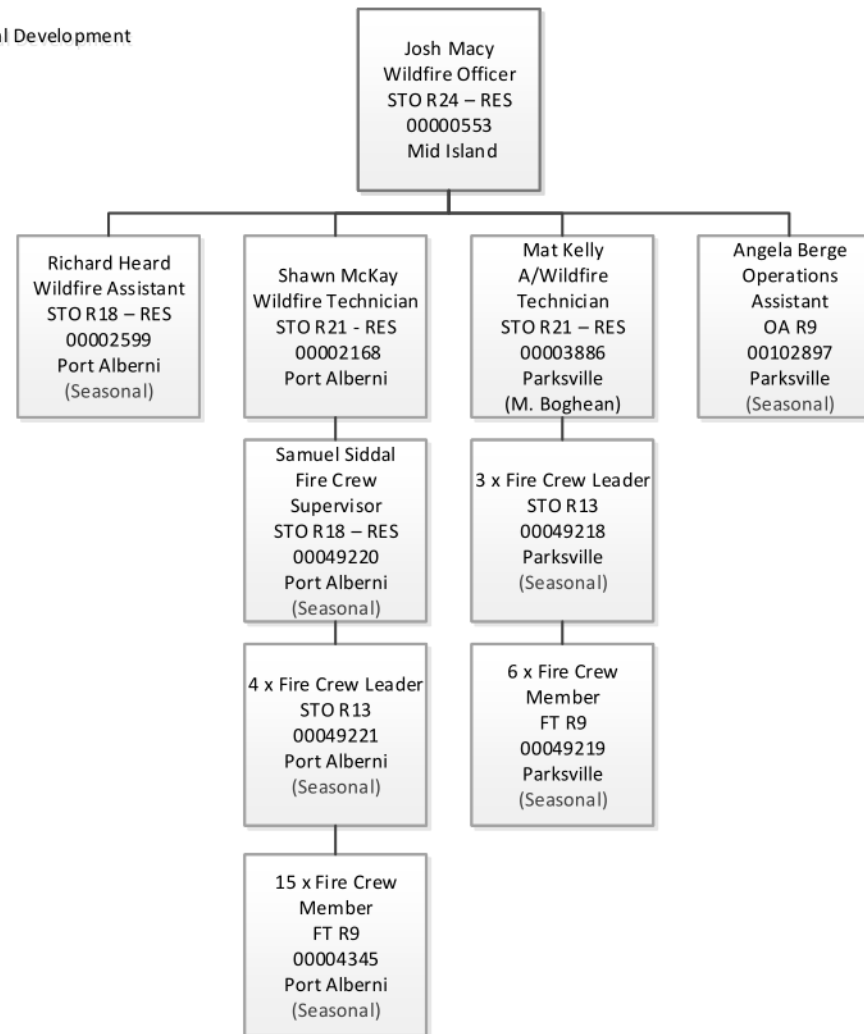 al Development
Josh Macy
Wildfire Officer
STO R24 – RES
00000553
Mid Island
Richard Heard
Wildfire Assistant
STO R18 – RES
00002599
Port Alberni
(Seasonal)
Shawn McKay
Wildfire Technician
STO R21 - RES
00002168
Port Alberni
Mat Kelly
A/Wildfire
Technician
STO R21 – RES
00003886
Parksville
(M. Boghean)
Angela Berge
Operations
Assistant
OA R9
00102897
Parksville
(Seasonal)
Samuel Siddal
Fire Crew
Supervisor
STO R18 – RES
00049220
Port Alberni
(Seasonal)
3 x Fire Crew Leader
STO R13
00049218
Parksville
(Seasonal)
4 x Fire Crew Leader
STO R13
00049221
Port Alberni
(Seasonal)
6 x Fire Crew
Member
FT R9
00049219
Parksville
(Seasonal)
15 x Fire Crew
Member
FT R9
00004345
Port Alberni
(Seasonal)